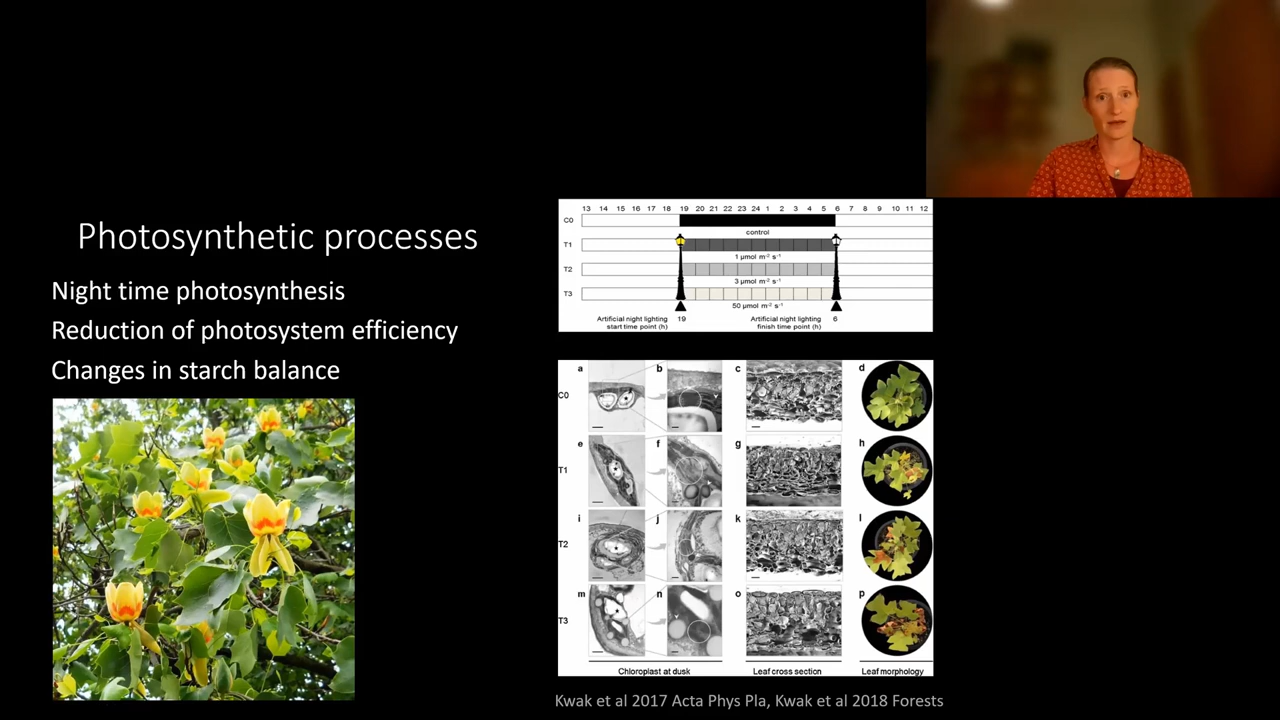 Photosynthetic processes
Night time photosynthesis
Reduction of photosystem efficiency
Changes in starch balance
13 14 15 16 17 18 19 20 21 22 23 24 1 2 3 4 5 6 7 8 9 10 11 12
C0
control
T1
1 µmol m⁻² s⁻¹
T2
3 µmol m⁻² s⁻¹
T3
50 µmol m⁻² s⁻¹
Artificial night lighting
start time point (h)
19
Artificial night lighting
finish time point (h)
6
a b c d
C0
e f g h
T1
i j k l
T2
m n o p
T3
Chloroplast at dusk
Leaf cross section
Leaf morphology
Kwak et al 2017 Acta Phys Pla, Kwak et al 2018 Forests